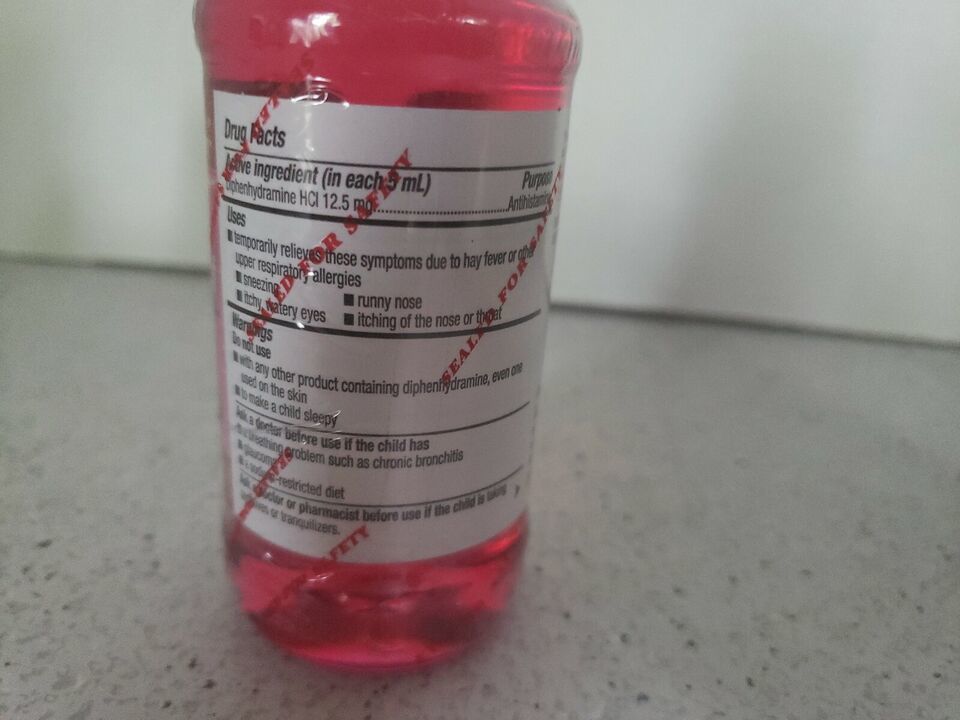 Drug Facts
Active ingredient (in each 5 mL) Purpose
Diphenhydramine HCl 12.5 mg Antihistamine
Uses
■ temporarily relieves these symptoms due to hay fever or other
upper respiratory allergies
■ sneezing ■ runny nose
■ itchy, watery eyes ■ itching of the nose or throat
Warnings
Do not use
■ with any other product containing diphenhydramine, even one
used on the skin
■ to make a child sleepy
Ask a doctor before use if the child has
■ a breathing problem such as chronic bronchitis
■ glaucoma
■ a sodium-restricted diet
Ask a doctor or pharmacist before use if the child is taking
sedatives or tranquilizers.
SEALED FOR SAFETY
SEALED FOR SAFETY
SAFETY